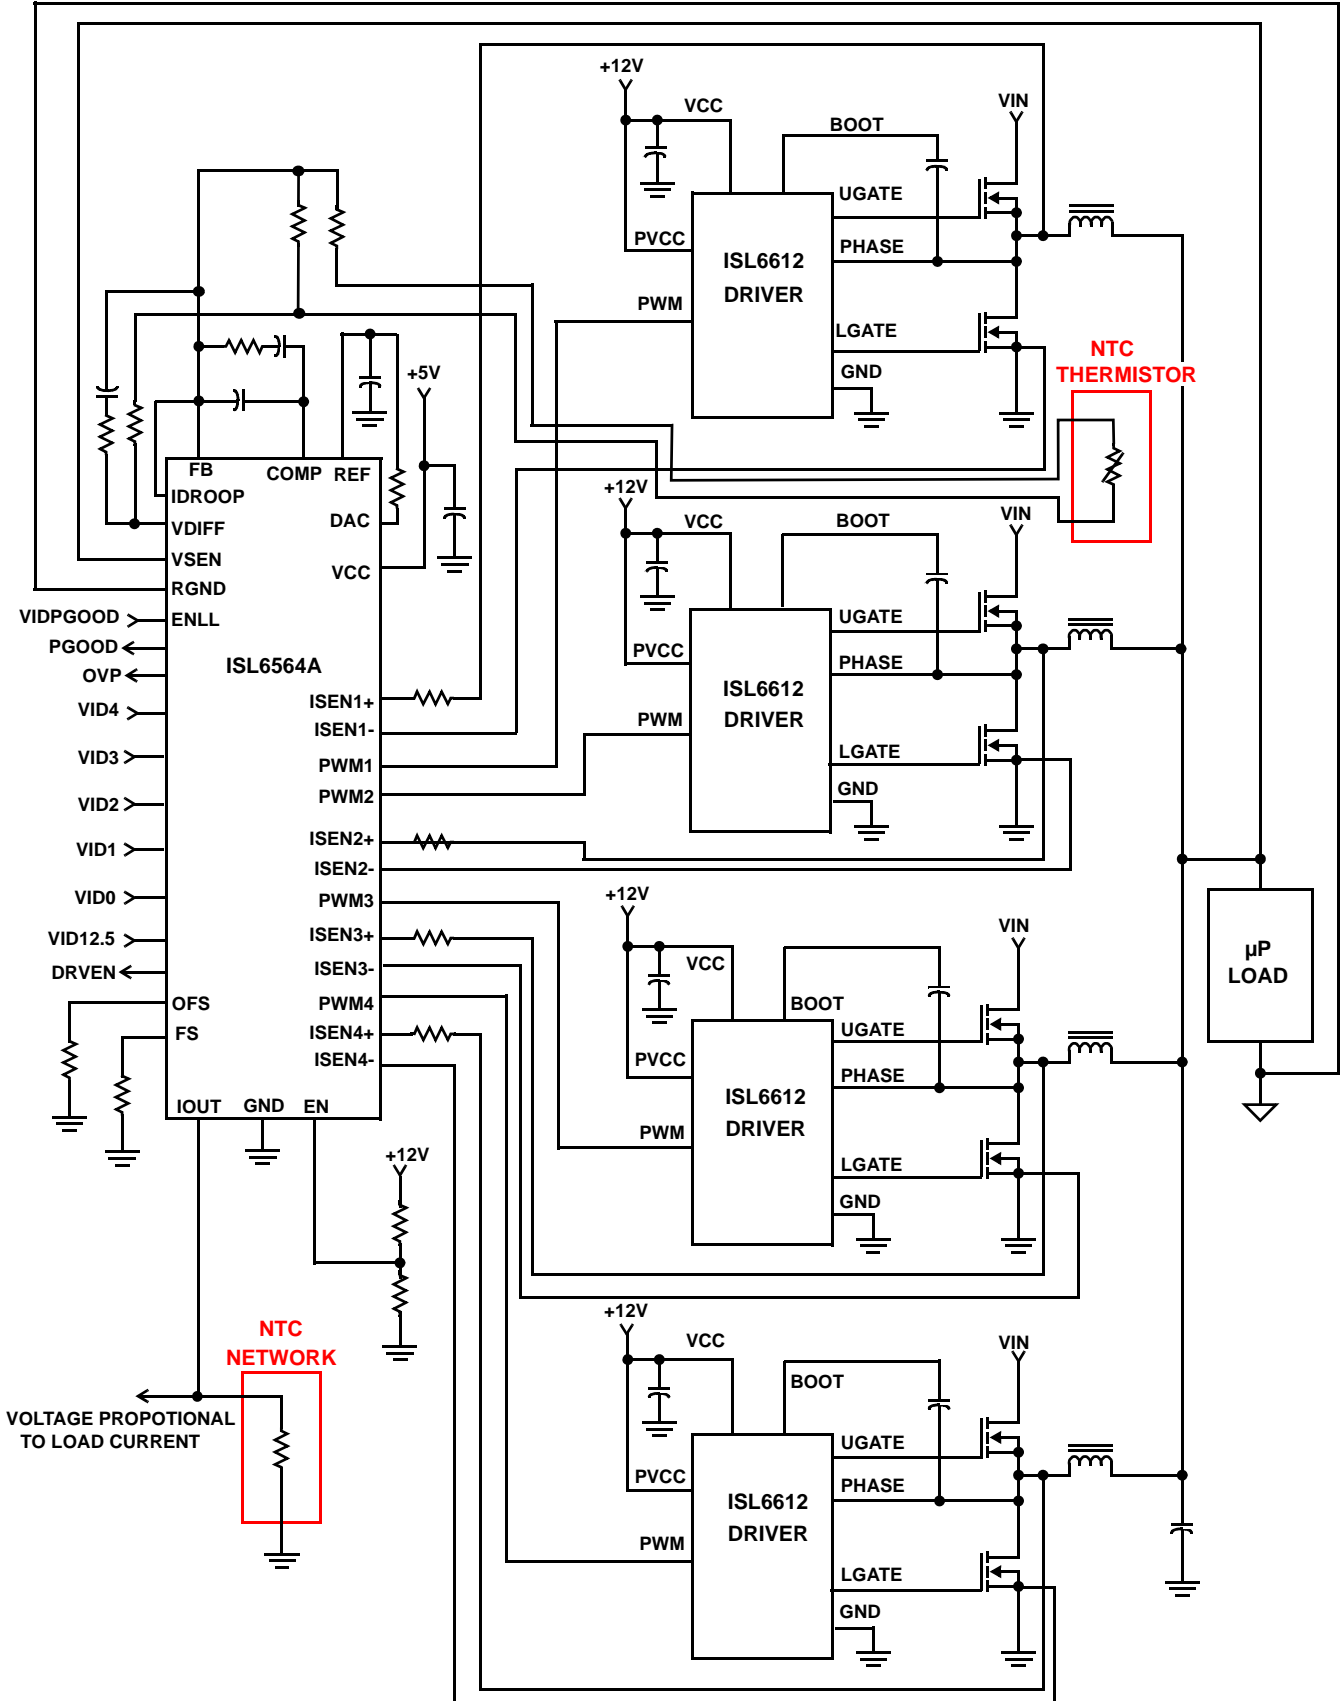 +12V
VCC
BOOT
VIN
UGATE
PVCC
PHASE
ISL6612
DRIVER
PWM
LGATE
GND
NTC
THERMISTOR
+5V
FB
COMP
REF
IDROOP
VDIFF
DAC
VSEN
VCC
RGND
VIDPGOOD
ENLL
PGOOD
OVP
ISL6564A
VID4
ISEN1+
ISEN1-
VID3
PWM1
VID2
PWM2
VID1
ISEN2+
ISEN2-
VID0
PWM3
VID12.5
ISEN3+
DRVEN
ISEN3-
OFS
PWM4
FS
ISEN4+
ISEN4-
IOUT
GND
EN
+12V
+12V
VCC
BOOT
VIN
UGATE
PVCC
PHASE
ISL6612
DRIVER
PWM
LGATE
GND
+12V
VCC
BOOT
VIN
UGATE
PVCC
PHASE
ISL6612
DRIVER
PWM
LGATE
GND
µP
LOAD
NTC
NETWORK
VOLTAGE PROPOTIONAL
TO LOAD CURRENT
+12V
VCC
BOOT
VIN
UGATE
PVCC
PHASE
ISL6612
DRIVER
PWM
LGATE
GND